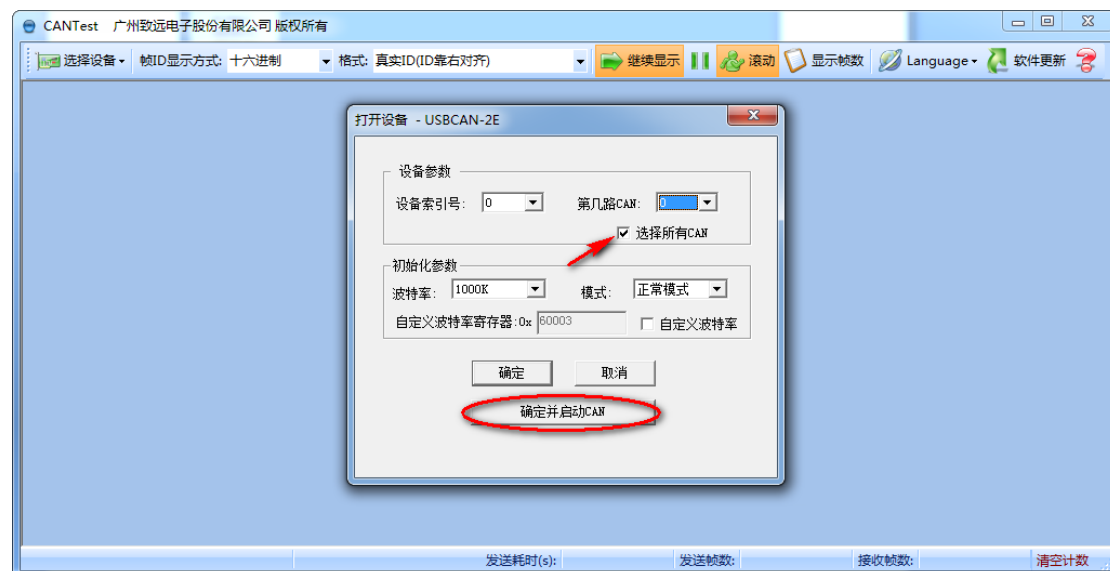 CANTest 广州致远电子股份有限公司 版权所有
选择设备 帧ID显示方式: 十六进制 格式: 真实ID(ID靠右对齐) 继续显示 滚动 显示帧数 Language 软件更新
打开设备 - USBCAN-2E
设备参数
设备索引号: 0 第几路CAN: 0
选择所有CAN
初始化参数
波特率: 1000K 模式: 正常模式
自定义波特率寄存器:0x 60003 自定义波特率
确定 取消
确定并启动CAN
发送耗时(s): 发送帧数: 接收帧数: 清空计数